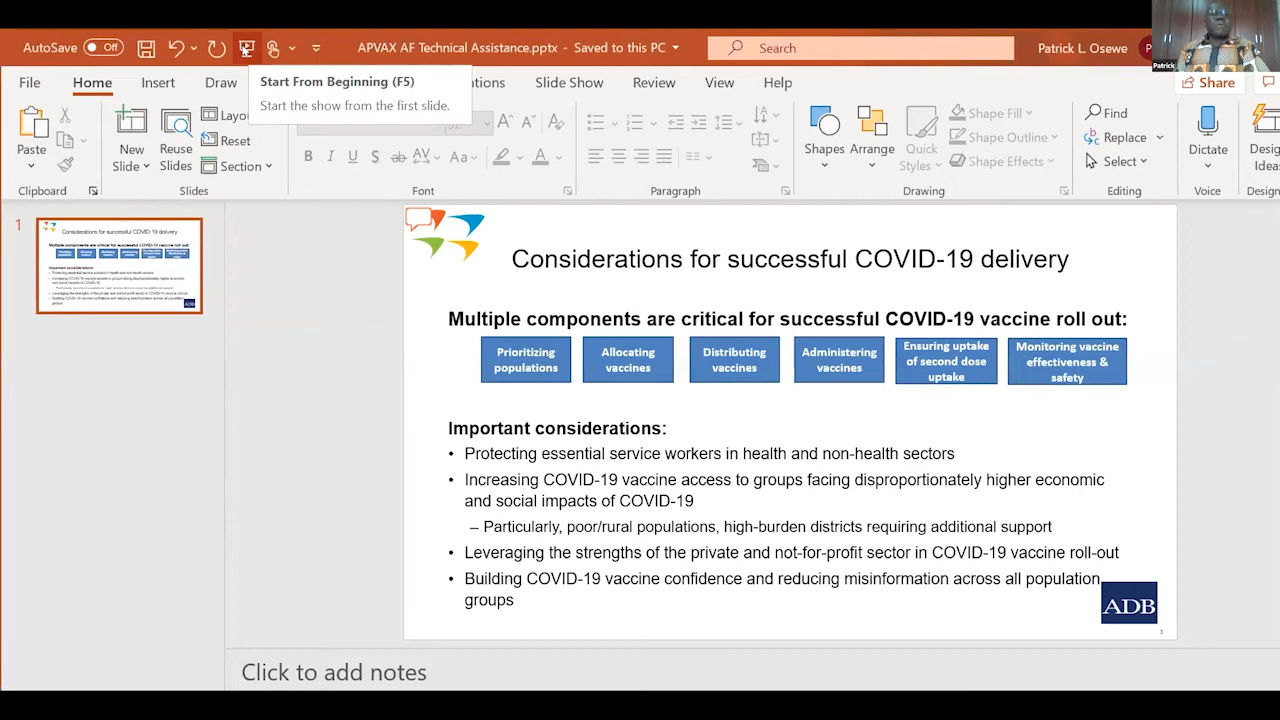 AutoSave Off APVAX AF Technical Assistance.pptx - Saved to this PC Search Patrick L. Osewe P
Patrick
File Home Insert Draw tions Slide Show Review View Help Share
Start From Beginning (F5)
Start the show from the first slide.
Paste
New Slide
Reuse Slides
Layou
Reset
Section
Shapes
Arrange
Quick Styles
Shape Fill
Shape Outline
Shape Effects
Find
Replace
Select
Dictate
Design
Ideas
Clipboard Slides Font Paragraph Drawing Editing Voice Design
1
Considerations for successful COVID-19 delivery
Multiple components are critical for successful COVID-19 vaccine roll out:
Prioritizing
populations
Allocating
vaccines
Distributing
vaccines
Administering
vaccines
Ensuring uptake
of second dose
uptake
Monitoring vaccine
effectiveness &
safety
Important considerations:
• Protecting essential service workers in health and non-health sectors
• Increasing COVID-19 vaccine access to groups facing disproportionately higher economic
and social impacts of COVID-19
– Particularly, poor/rural populations, high-burden districts requiring additional support
• Leveraging the strengths of the private and not-for-profit sector in COVID-19 vaccine roll-out
• Building COVID-19 vaccine confidence and reducing misinformation across all population
groups
ADB
1
Click to add notes